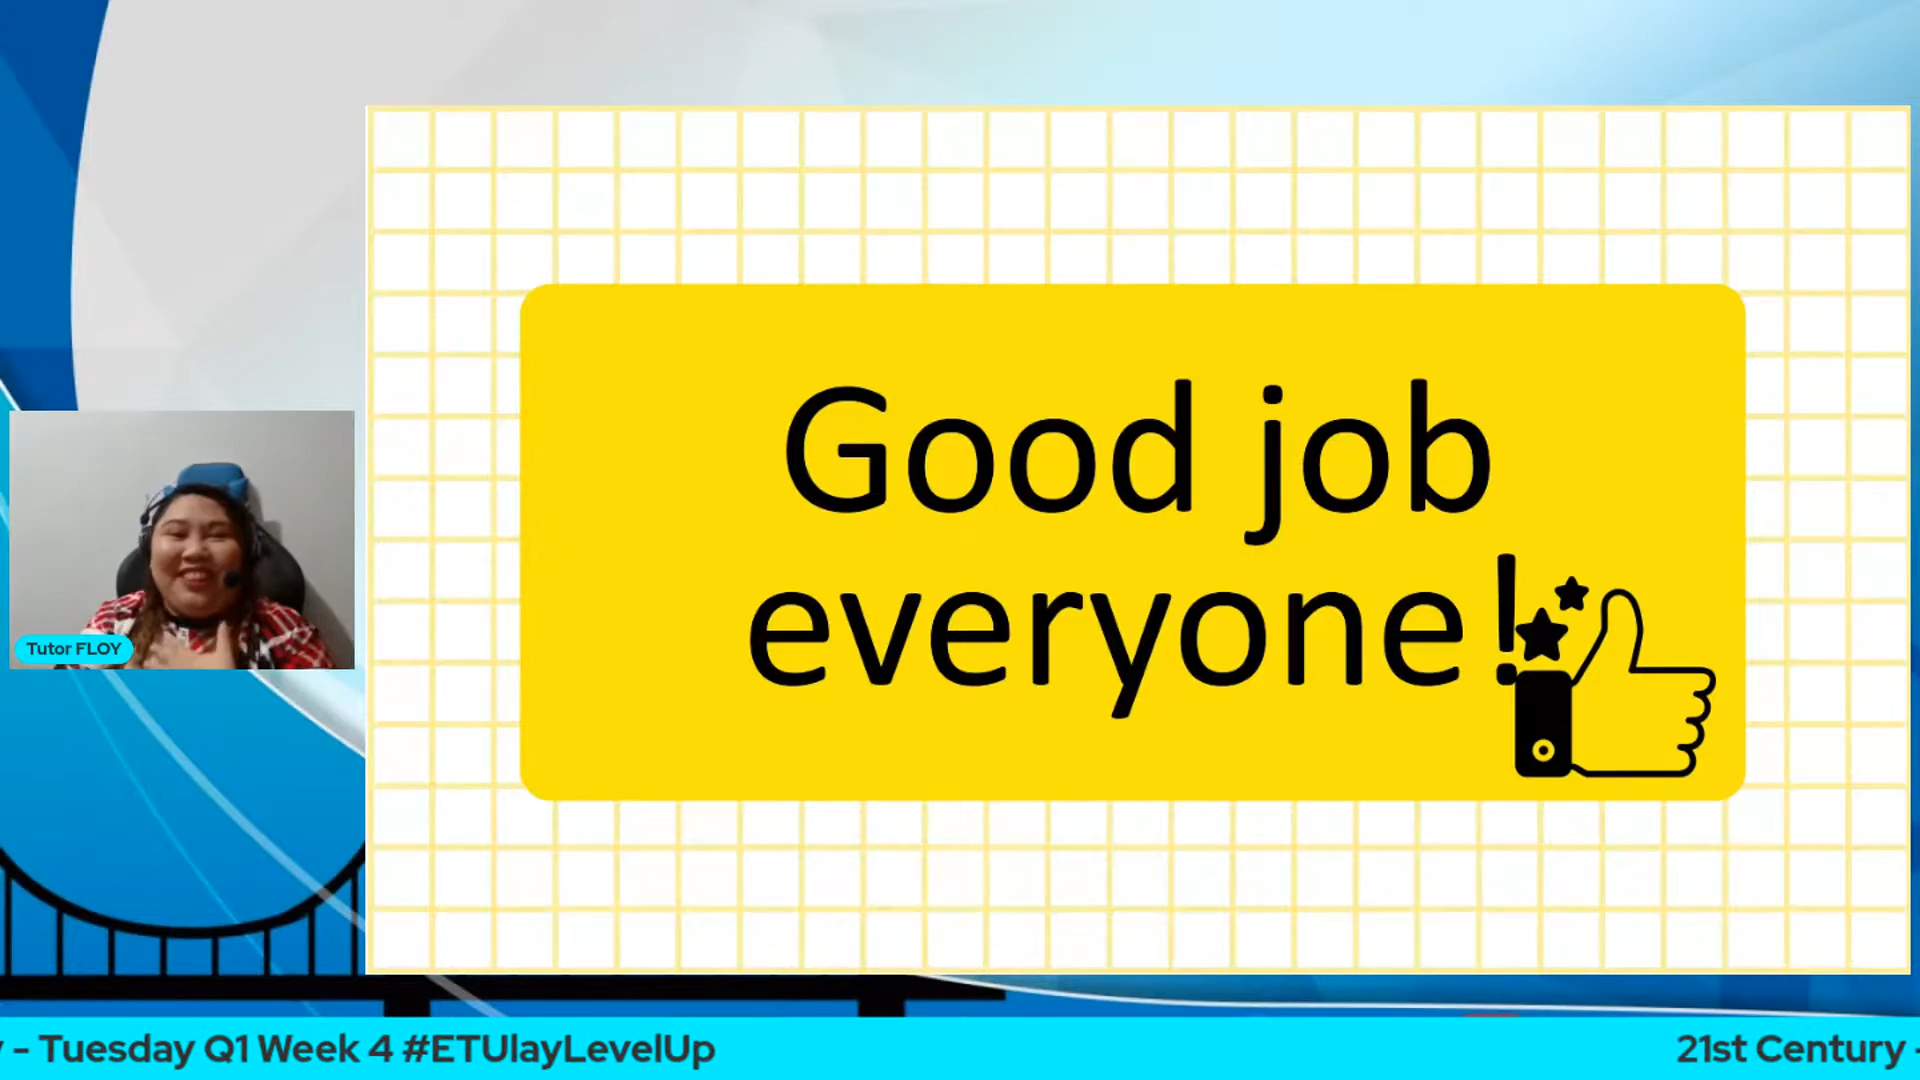 Good job
everyone!
Tutor FLOY
- Tuesday Q1 Week 4 #ETUlayLevelUp
21st Century -